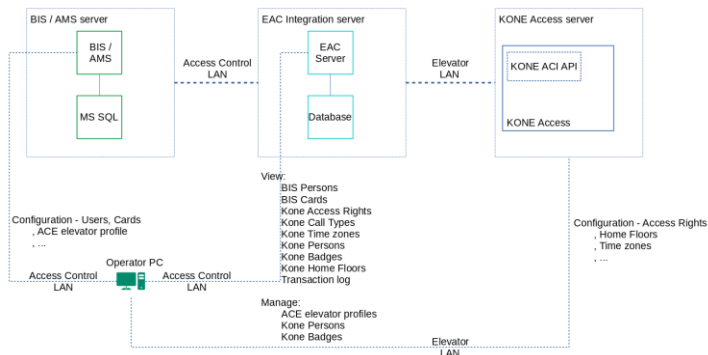 BIS / AMS server
BIS /
AMS
MS SQL
Access Control
LAN
EAC Integration server
EAC
Server
Database
Elevator
LAN
KONE Access server
KONE ACI API
KONE Access
Configuration - Users, Cards
, ACE elevator profile
, ...
Operator PC
Access Control
LAN
Access Control
LAN
View:
BIS Persons
BIS Cards
Kone Access Rights
Kone Call Types
Kone Time zones
Kone Persons
Kone Badges
Kone Home Floors
Transaction log
Manage:
ACE elevator profiles
Kone Persons
Kone Badges
Configuration - Access Rights
, Home Floors
, Time zones
, ...
Elevator
LAN